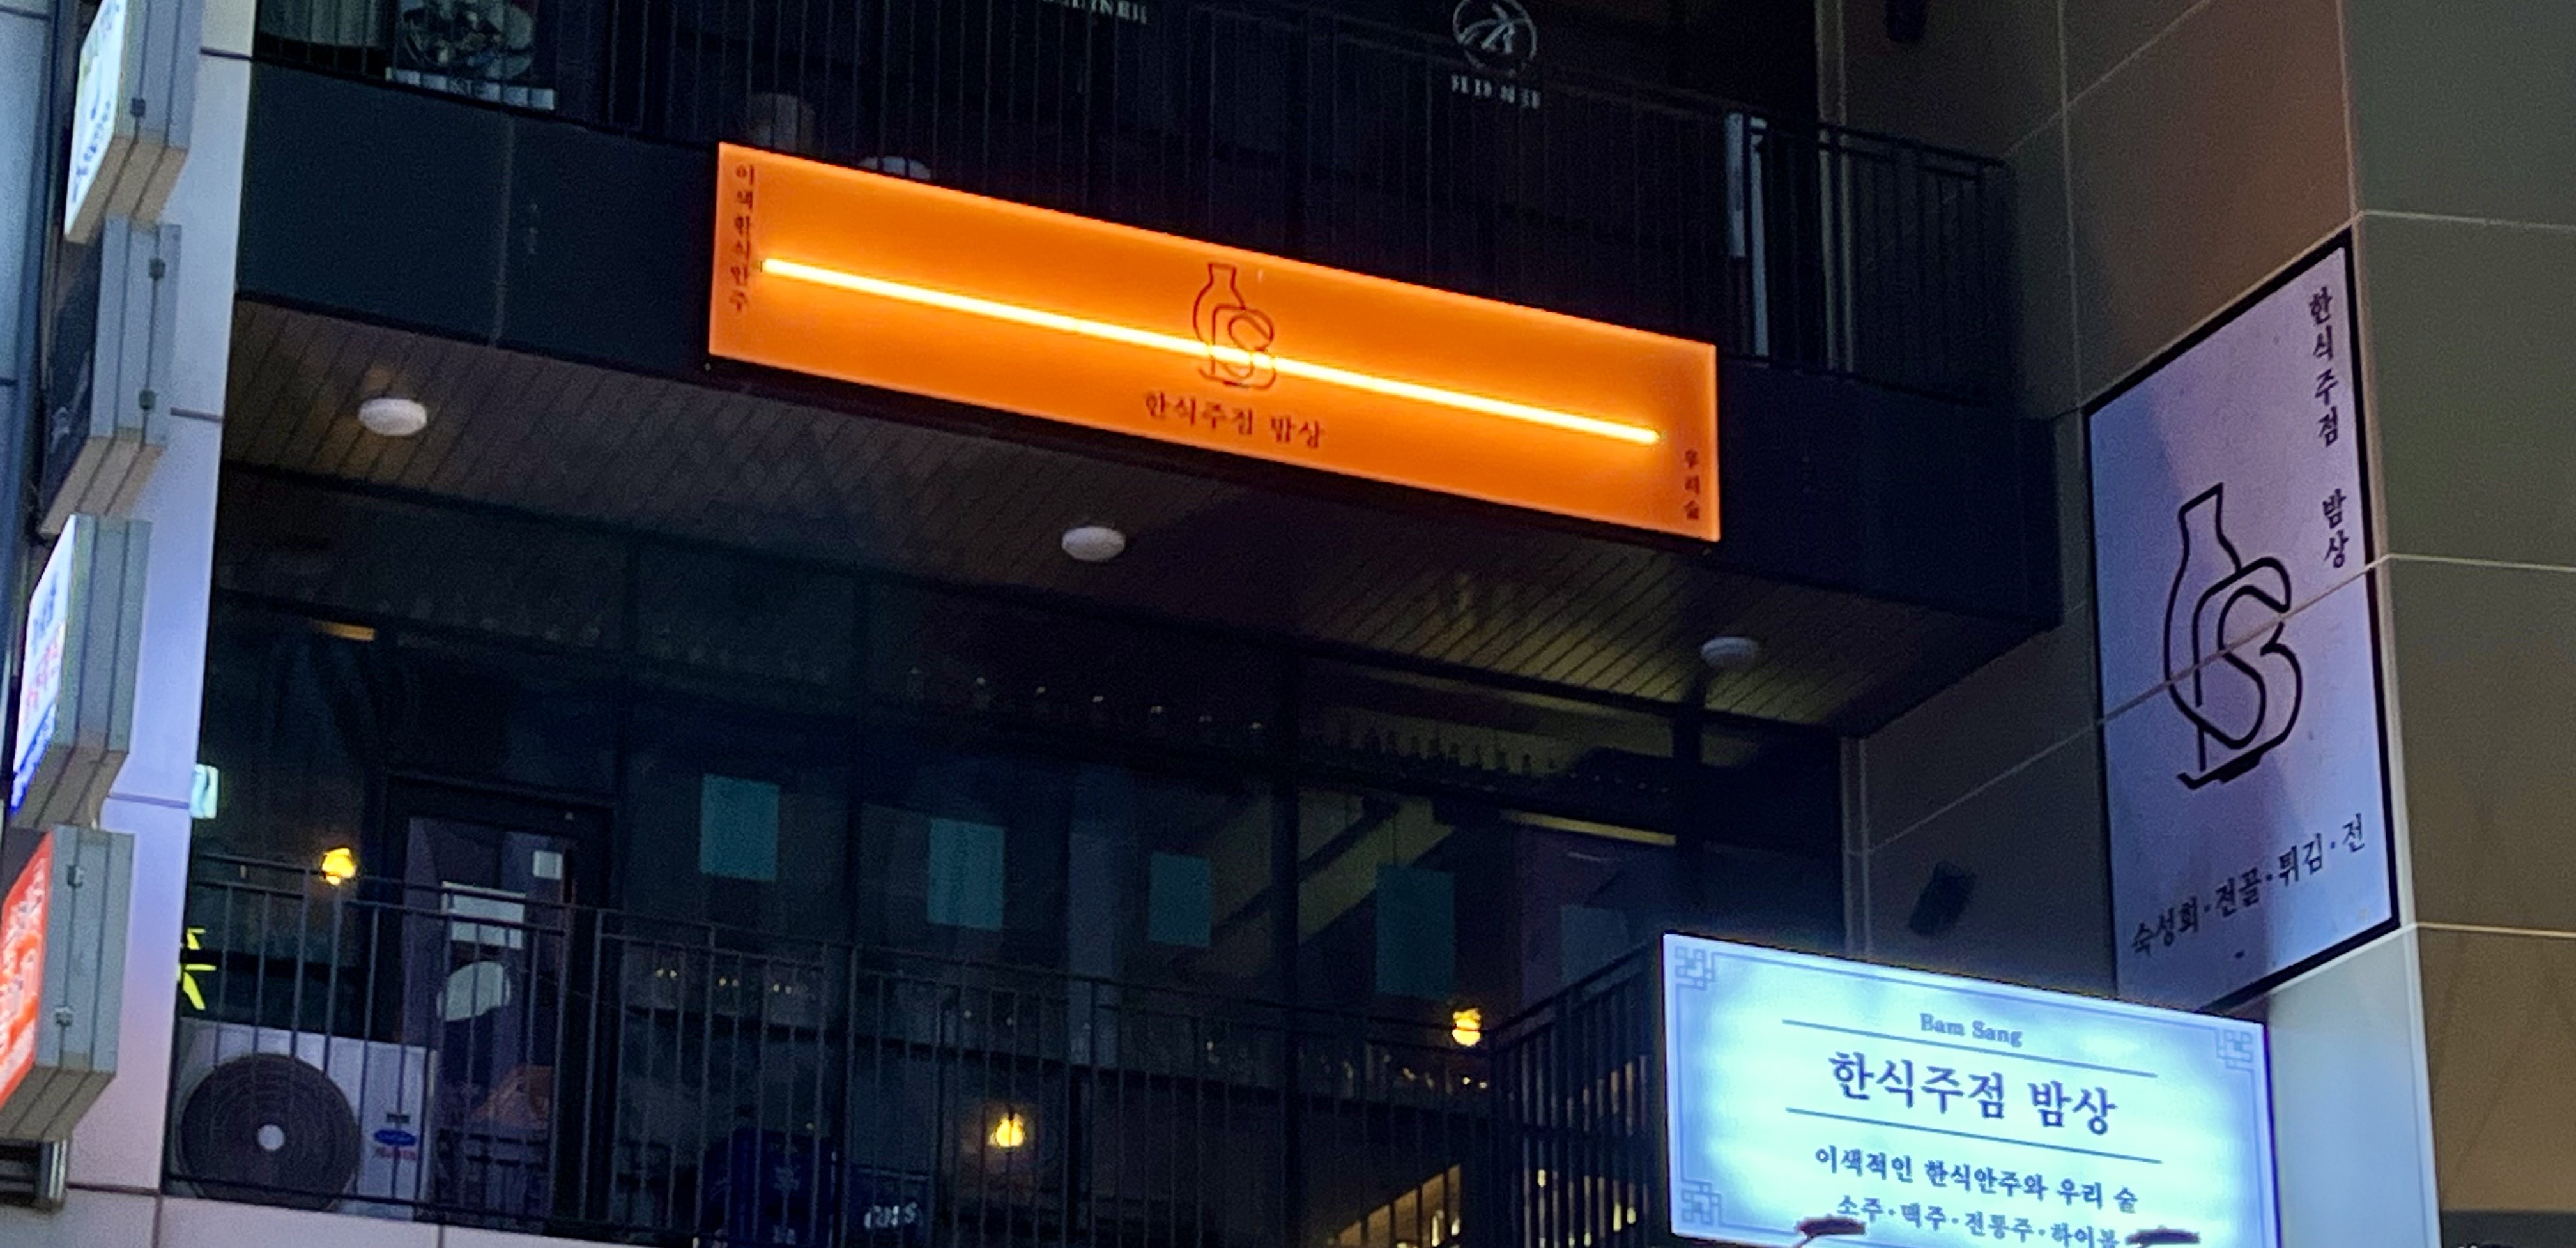 이색한식안주
한식주점 밤상
우리술
한식주점 밤상
숙성회·전골·튀김·전
Bam Sang
한식주점 밤상
이색적인 한식안주와 우리 술
소주·맥주·전통주·하이볼